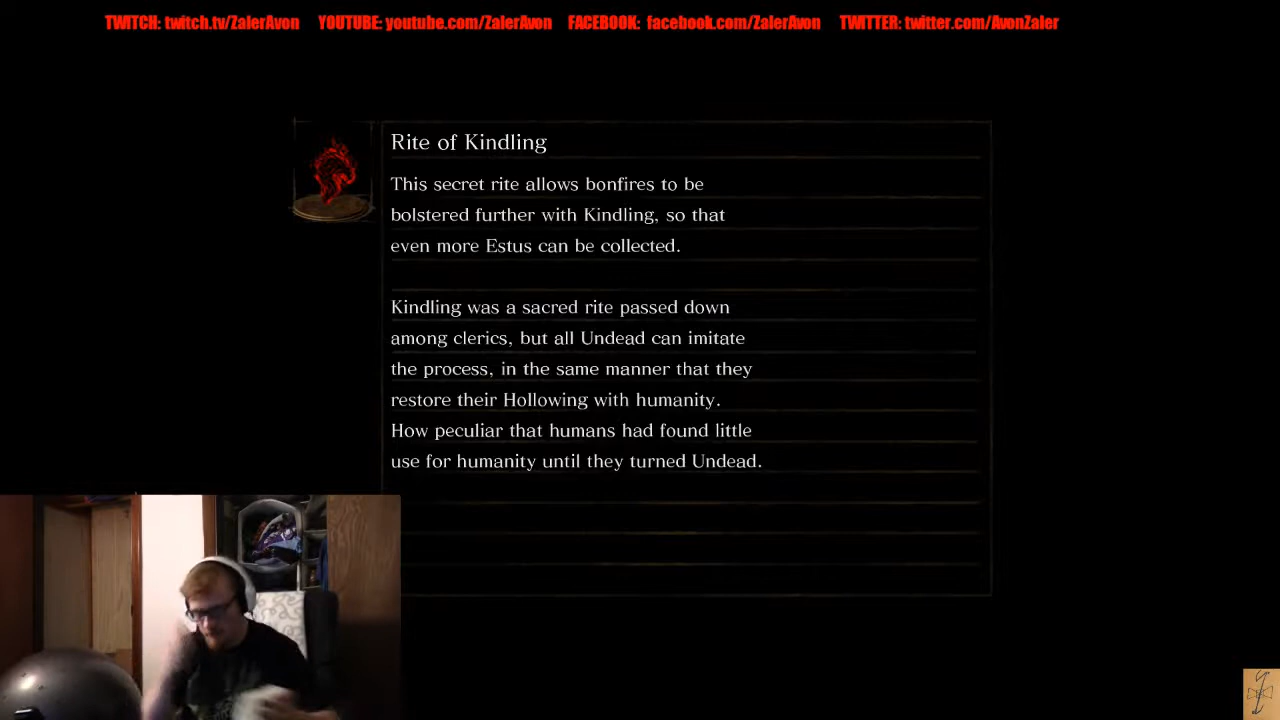 TWITCH: twitch.tv/ZalerAvon YOUTUBE: youtube.com/ZalerAvon FACEBOOK: facebook.com/ZalerAvon TWITTER: twitter.com/AvonZaler
Rite of Kindling
This secret rite allows bonfires to be
bolstered further with Kindling, so that
even more Estus can be collected.
Kindling was a sacred rite passed down
among clerics, but all Undead can imitate
the process, in the same manner that they
restore their Hollowing with humanity.
How peculiar that humans had found little
use for humanity until they turned Undead.